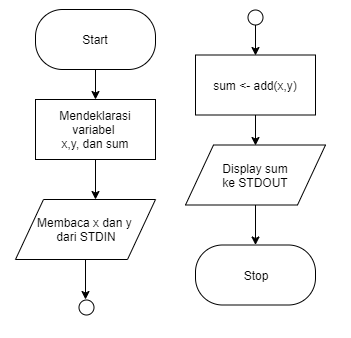 Start
Mendeklarasi
variabel
x,y, dan sum
Membaca x dan y
dari STDIN
sum <- add(x,y)
Display sum
ke STDOUT
Stop